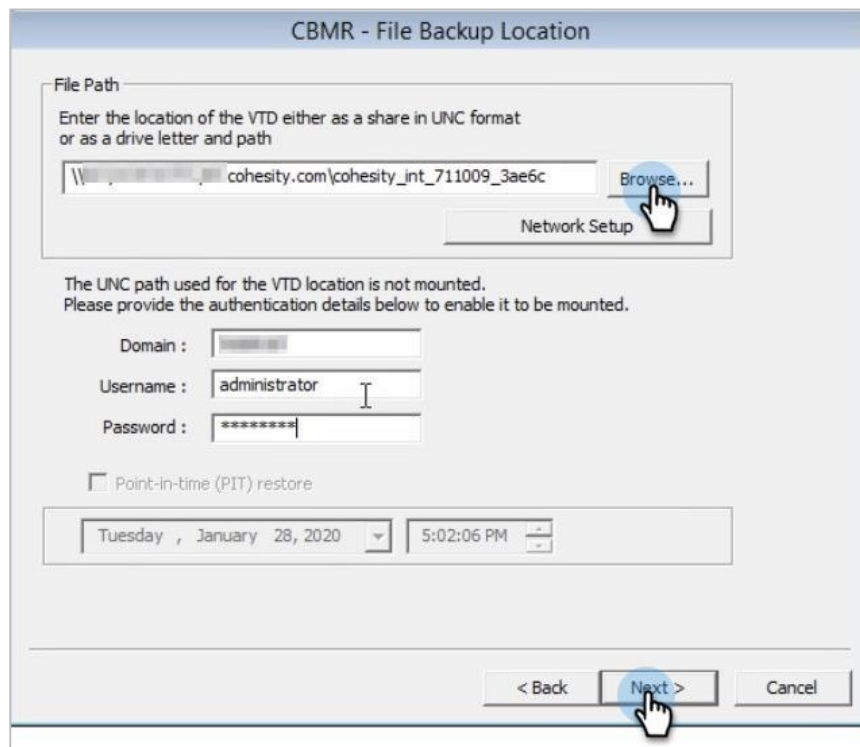 CBMR - File Backup Location
File Path
Enter the location of the VTD either as a share in UNC format
or as a drive letter and path
\\ cohesity.com\cohesity_int_711009_3ae6c
Browse...
Network Setup
The UNC path used for the VTD location is not mounted.
Please provide the authentication details below to enable it to be mounted.
Domain :
Username : administrator
Password : ********
Point-in-time (PIT) restore
Tuesday , January 28, 2020 5:02:06 PM
< Back Next > Cancel